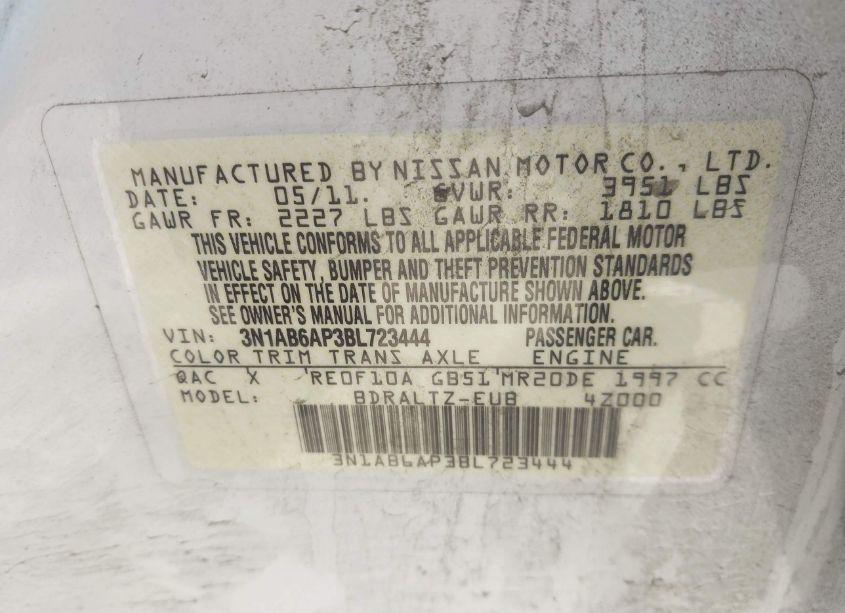 MANUFACTURED BY NISSAN MOTOR CO., LTD.
DATE: 05/11. GVWR: 3951 LBS
GAWR FR: 2227 LBS GAWR RR: 1810 LBS
THIS VEHICLE CONFORMS TO ALL APPLICABLE FEDERAL MOTOR
VEHICLE SAFETY, BUMPER AND THEFT PREVENTION STANDARDS
IN EFFECT ON THE DATE OF MANUFACTURE SHOWN ABOVE.
SEE OWNER'S MANUAL FOR ADDITIONAL INFORMATION.
VIN: 3N1AB6AP3BL723444 PASSENGER CAR.
COLOR TRIM TRANS AXLE ENGINE
QAC X 'RE0F10A GB51'MR20DE 1997 CC
MODEL: BDRALTZ-EUB 4Z000
3N1AB6AP3BL723444